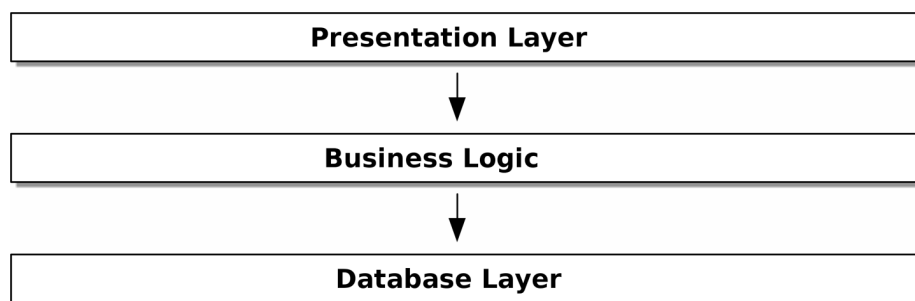 Presentation Layer
Business Logic
Database Layer